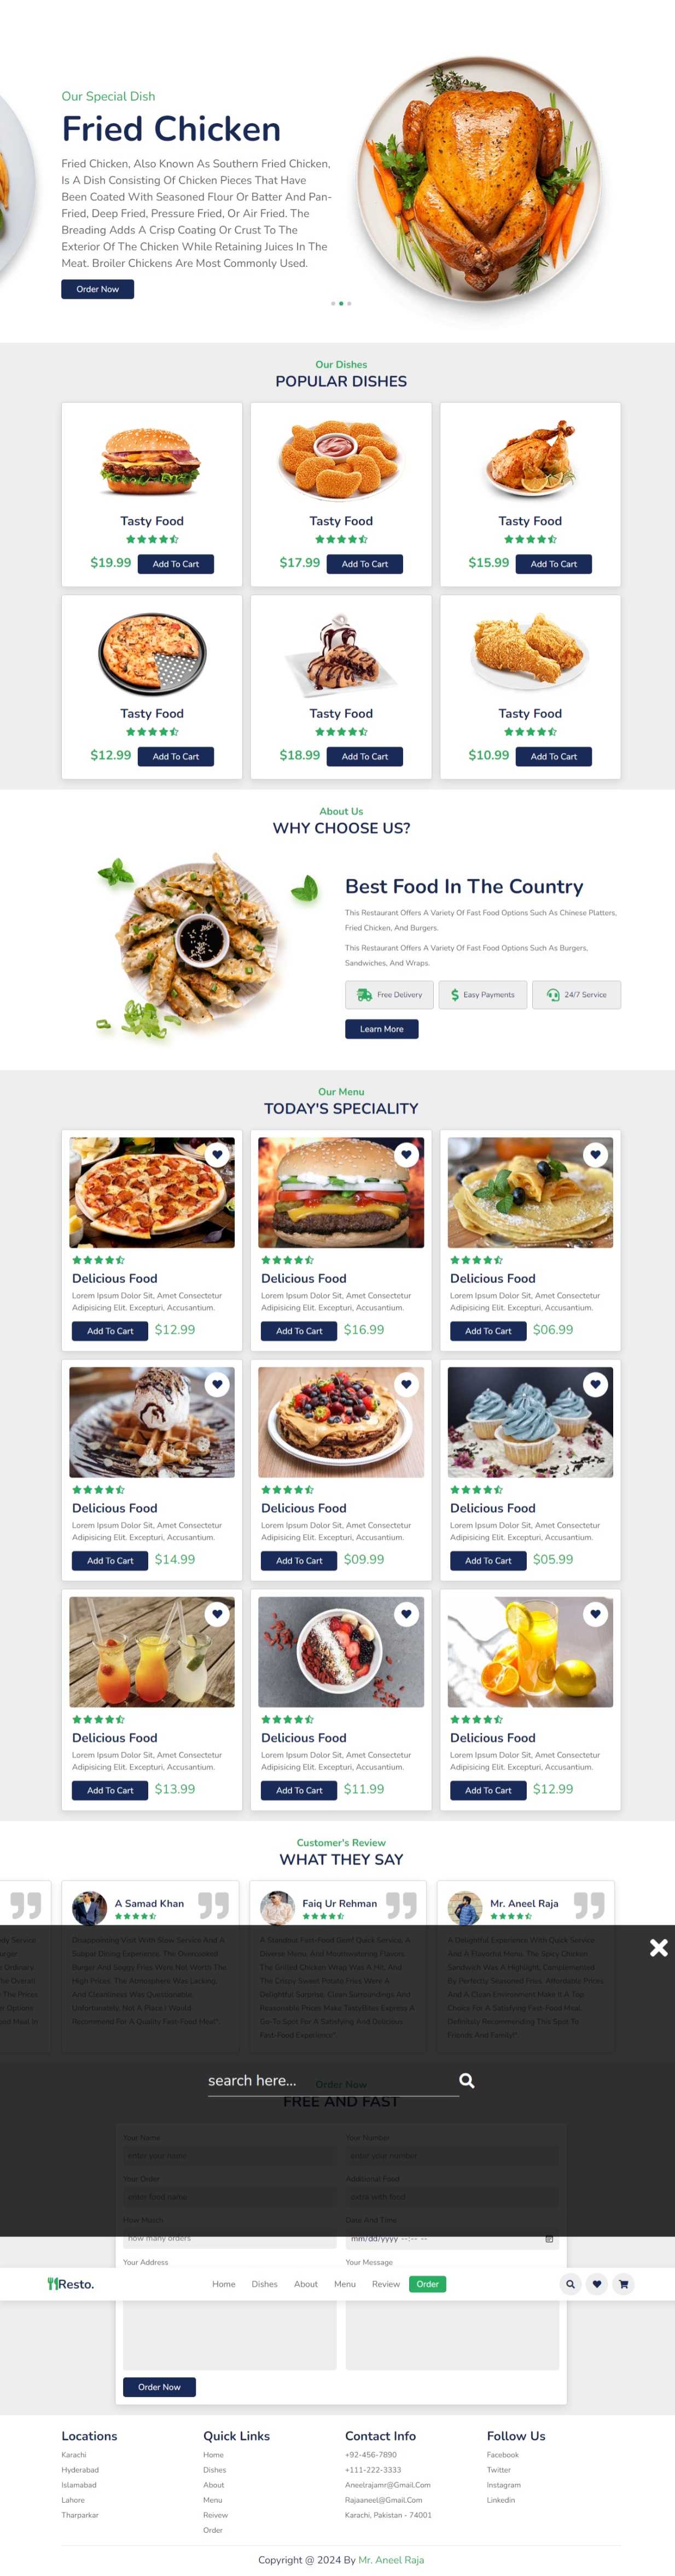 Our Special Dish
Fried Chicken
Fried Chicken, Also Known As Southern Fried Chicken,
Is A Dish Consisting Of Chicken Pieces That Have
Been Coated With Seasoned Flour Or Batter And Pan-
Fried, Deep Fried, Pressure Fried, Or Air Fried. The
Breading Adds A Crisp Coating Or Crust To The
Exterior Of The Chicken While Retaining Juices In The
Meat. Broiler Chickens Are Most Commonly Used.
Order Now
Our Dishes
POPULAR DISHES
Tasty Food
$19.99 Add To Cart
Tasty Food
$17.99 Add To Cart
Tasty Food
$15.99 Add To Cart
Tasty Food
$12.99 Add To Cart
Tasty Food
$18.99 Add To Cart
Tasty Food
$10.99 Add To Cart
About Us
WHY CHOOSE US?
Best Food In The Country
This Restaurant Offers A Variety Of Fast Food Options Such As Chinese Platters,
Fried Chicken, And Burgers.
This Restaurant Offers A Variety Of Fast Food Options Such As Burgers,
Sandwiches, And Wraps.
Free Delivery
Easy Payments
24/7 Service
Learn More
Our Menu
TODAY'S SPECIALITY
Delicious Food
Lorem Ipsum Dolor Sit, Amet Consectetur
Adipisicing Elit. Excepturi, Accusantium.
Add To Cart $12.99
Delicious Food
Lorem Ipsum Dolor Sit, Amet Consectetur
Adipisicing Elit. Excepturi, Accusantium.
Add To Cart $16.99
Delicious Food
Lorem Ipsum Dolor Sit, Amet Consectetur
Adipisicing Elit. Excepturi, Accusantium.
Add To Cart $06.99
Delicious Food
Lorem Ipsum Dolor Sit, Amet Consectetur
Adipisicing Elit. Excepturi, Accusantium.
Add To Cart $14.99
Delicious Food
Lorem Ipsum Dolor Sit, Amet Consectetur
Adipisicing Elit. Excepturi, Accusantium.
Add To Cart $09.99
Delicious Food
Lorem Ipsum Dolor Sit, Amet Consectetur
Adipisicing Elit. Excepturi, Accusantium.
Add To Cart $05.99
Delicious Food
Lorem Ipsum Dolor Sit, Amet Consectetur
Adipisicing Elit. Excepturi, Accusantium.
Add To Cart $13.99
Delicious Food
Lorem Ipsum Dolor Sit, Amet Consectetur
Adipisicing Elit. Excepturi, Accusantium.
Add To Cart $11.99
Delicious Food
Lorem Ipsum Dolor Sit, Amet Consectetur
Adipisicing Elit. Excepturi, Accusantium.
Add To Cart $12.99
Customer's Review
WHAT THEY SAY
A Samad Khan
Disappointing Visit With Slow Service And A
Subpar Dining Experience. The Overcooked
Burger And Soggy Fries Were Not Worth The
High Prices. The Atmosphere Was Lacking,
And Cleanliness Was Questionable.
Unfortunately, Not A Place I Would
Recommend For A Quality Fast-Food Meal".
Faiq Ur Rehman
A Standout Fast-Food Gem! Quick Service, A
Diverse Menu, And Mouthwatering Flavors.
The Grilled Chicken Wrap Was A Hit, And
The Crispy Sweet Potato Fries Were A
Delightful Surprise. Clean Surroundings And
Reasonable Prices Make TastyBites Express A
Go-To Spot For A Satisfying And Delicious
Fast-Food Experience".
Mr. Aneel Raja
A Delightful Experience With Quick Service
And A Flavorful Menu. The Spicy Chicken
Sandwich Was A Highlight, Complemented
By Perfectly Seasoned Fries. Affordable Prices
And A Clean Environment Make It A Top
Choice For A Satisfying Fast-Food Meal.
Definitely Recommending This Spot To
Friends And Family".
search here...
Order Now
FREE AND FAST
Your Name
enter your name
Your Number
enter your number
Your Order
enter food name
Additional Food
extra with food
How Much
how many orders
Date And Time
mm/dd/yyyy --:-- --
Your Address
Your Message
Resto.
Home
Dishes
About
Menu
Review
Order
Order Now
Locations
Karachi
Hyderabad
Islamabad
Lahore
Tharparkar
Quick Links
Home
Dishes
About
Menu
Reivew
Order
Contact Info
+92-456-7890
+111-222-3333
Aneelrajamr@Gmail.Com
Rajaaneel@Gmail.Com
Karachi, Pakistan - 74001
Follow Us
Facebook
Twitter
Instagram
Linkedin
Copyright @ 2024 By Mr. Aneel Raja